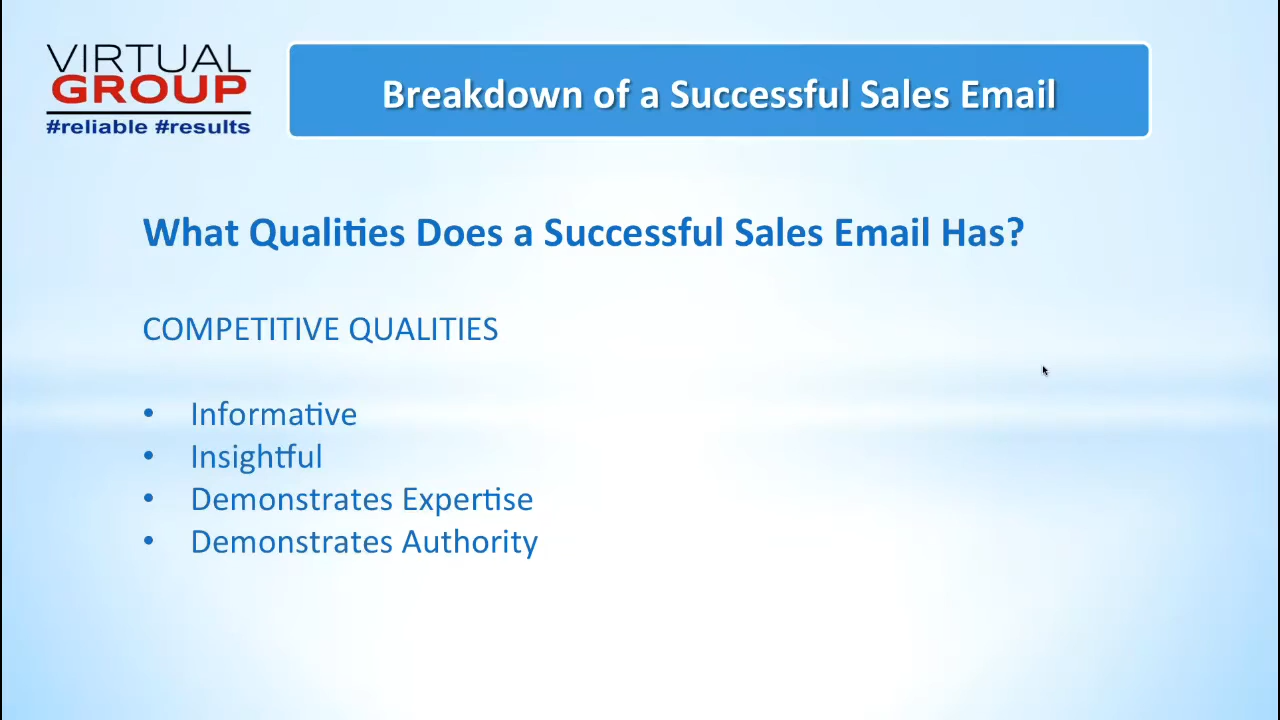 VIRTUAL
GROUP
#reliable #results
Breakdown of a Successful Sales Email
What Qualities Does a Successful Sales Email Has?
COMPETITIVE QUALITIES
• Informative
• Insightful
• Demonstrates Expertise
• Demonstrates Authority